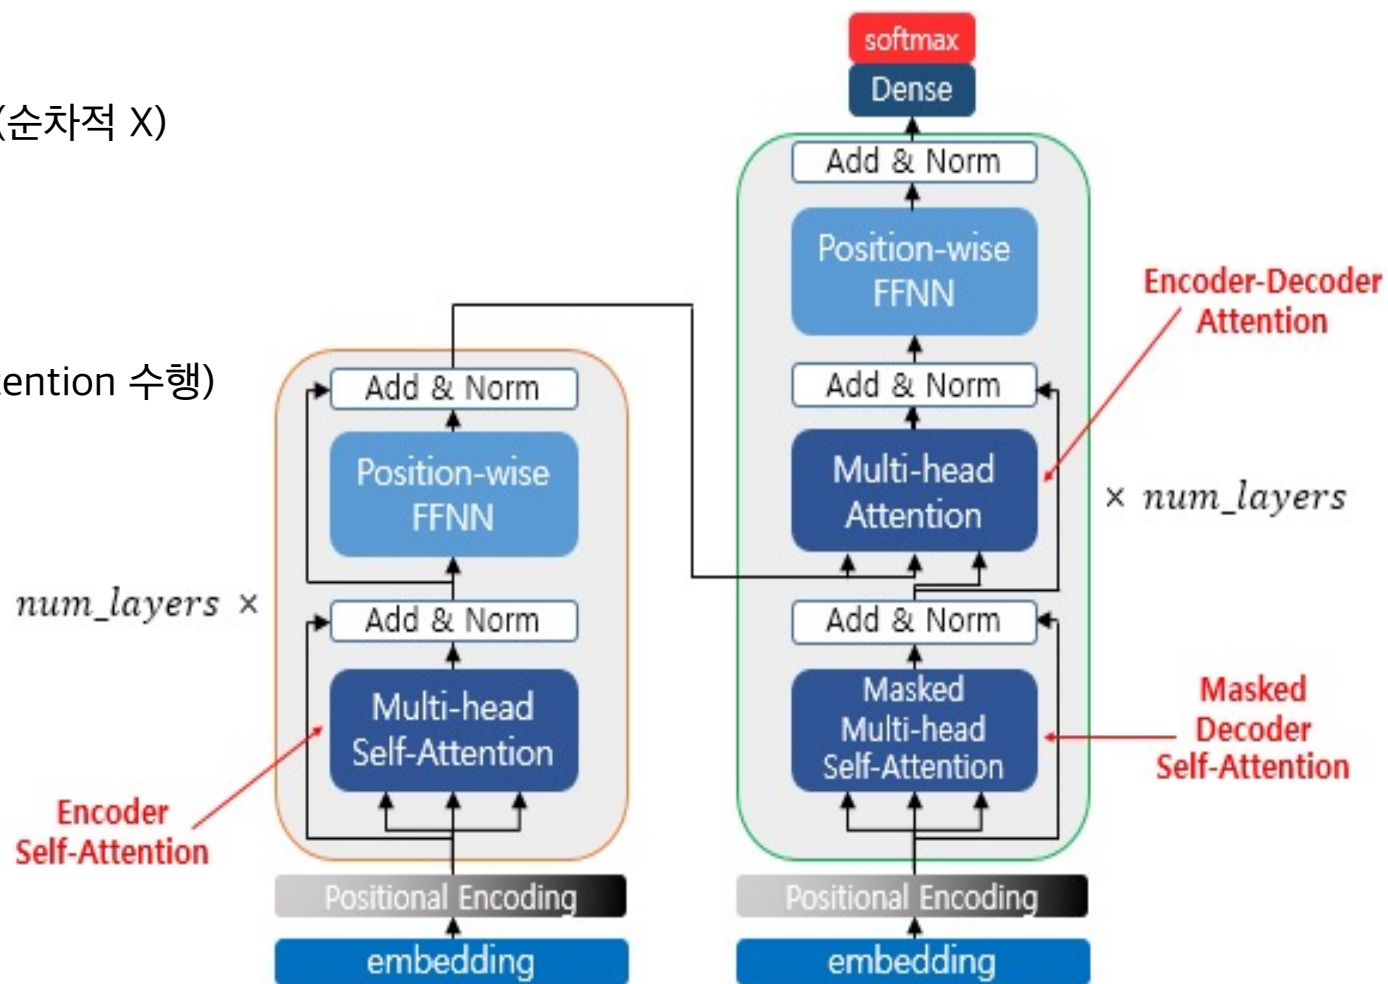 (순차적 X)
tention 수행)
num_layers ×
Add & Norm
Position-wise
FFNN
Add & Norm
Multi-head
Self-Attention
Encoder
Self-Attention
Positional Encoding
embedding
softmax
Dense
Add & Norm
Position-wise
FFNN
Add & Norm
Multi-head
Attention
Add & Norm
Masked
Multi-head
Self-Attention
Positional Encoding
embedding
Encoder-Decoder
Attention
× num_layers
Masked
Decoder
Self-Attention